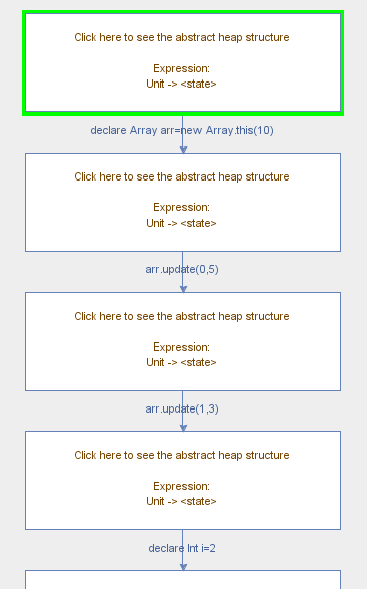 Click here to see the abstract heap structure
Expression:
Unit -> <state>
declare Array arr=new Array.this(10)
Click here to see the abstract heap structure
Expression:
Unit -> <state>
arr.update(0,5)
Click here to see the abstract heap structure
Expression:
Unit -> <state>
arr.update(1,3)
Click here to see the abstract heap structure
Expression:
Unit -> <state>
declare Int i=2